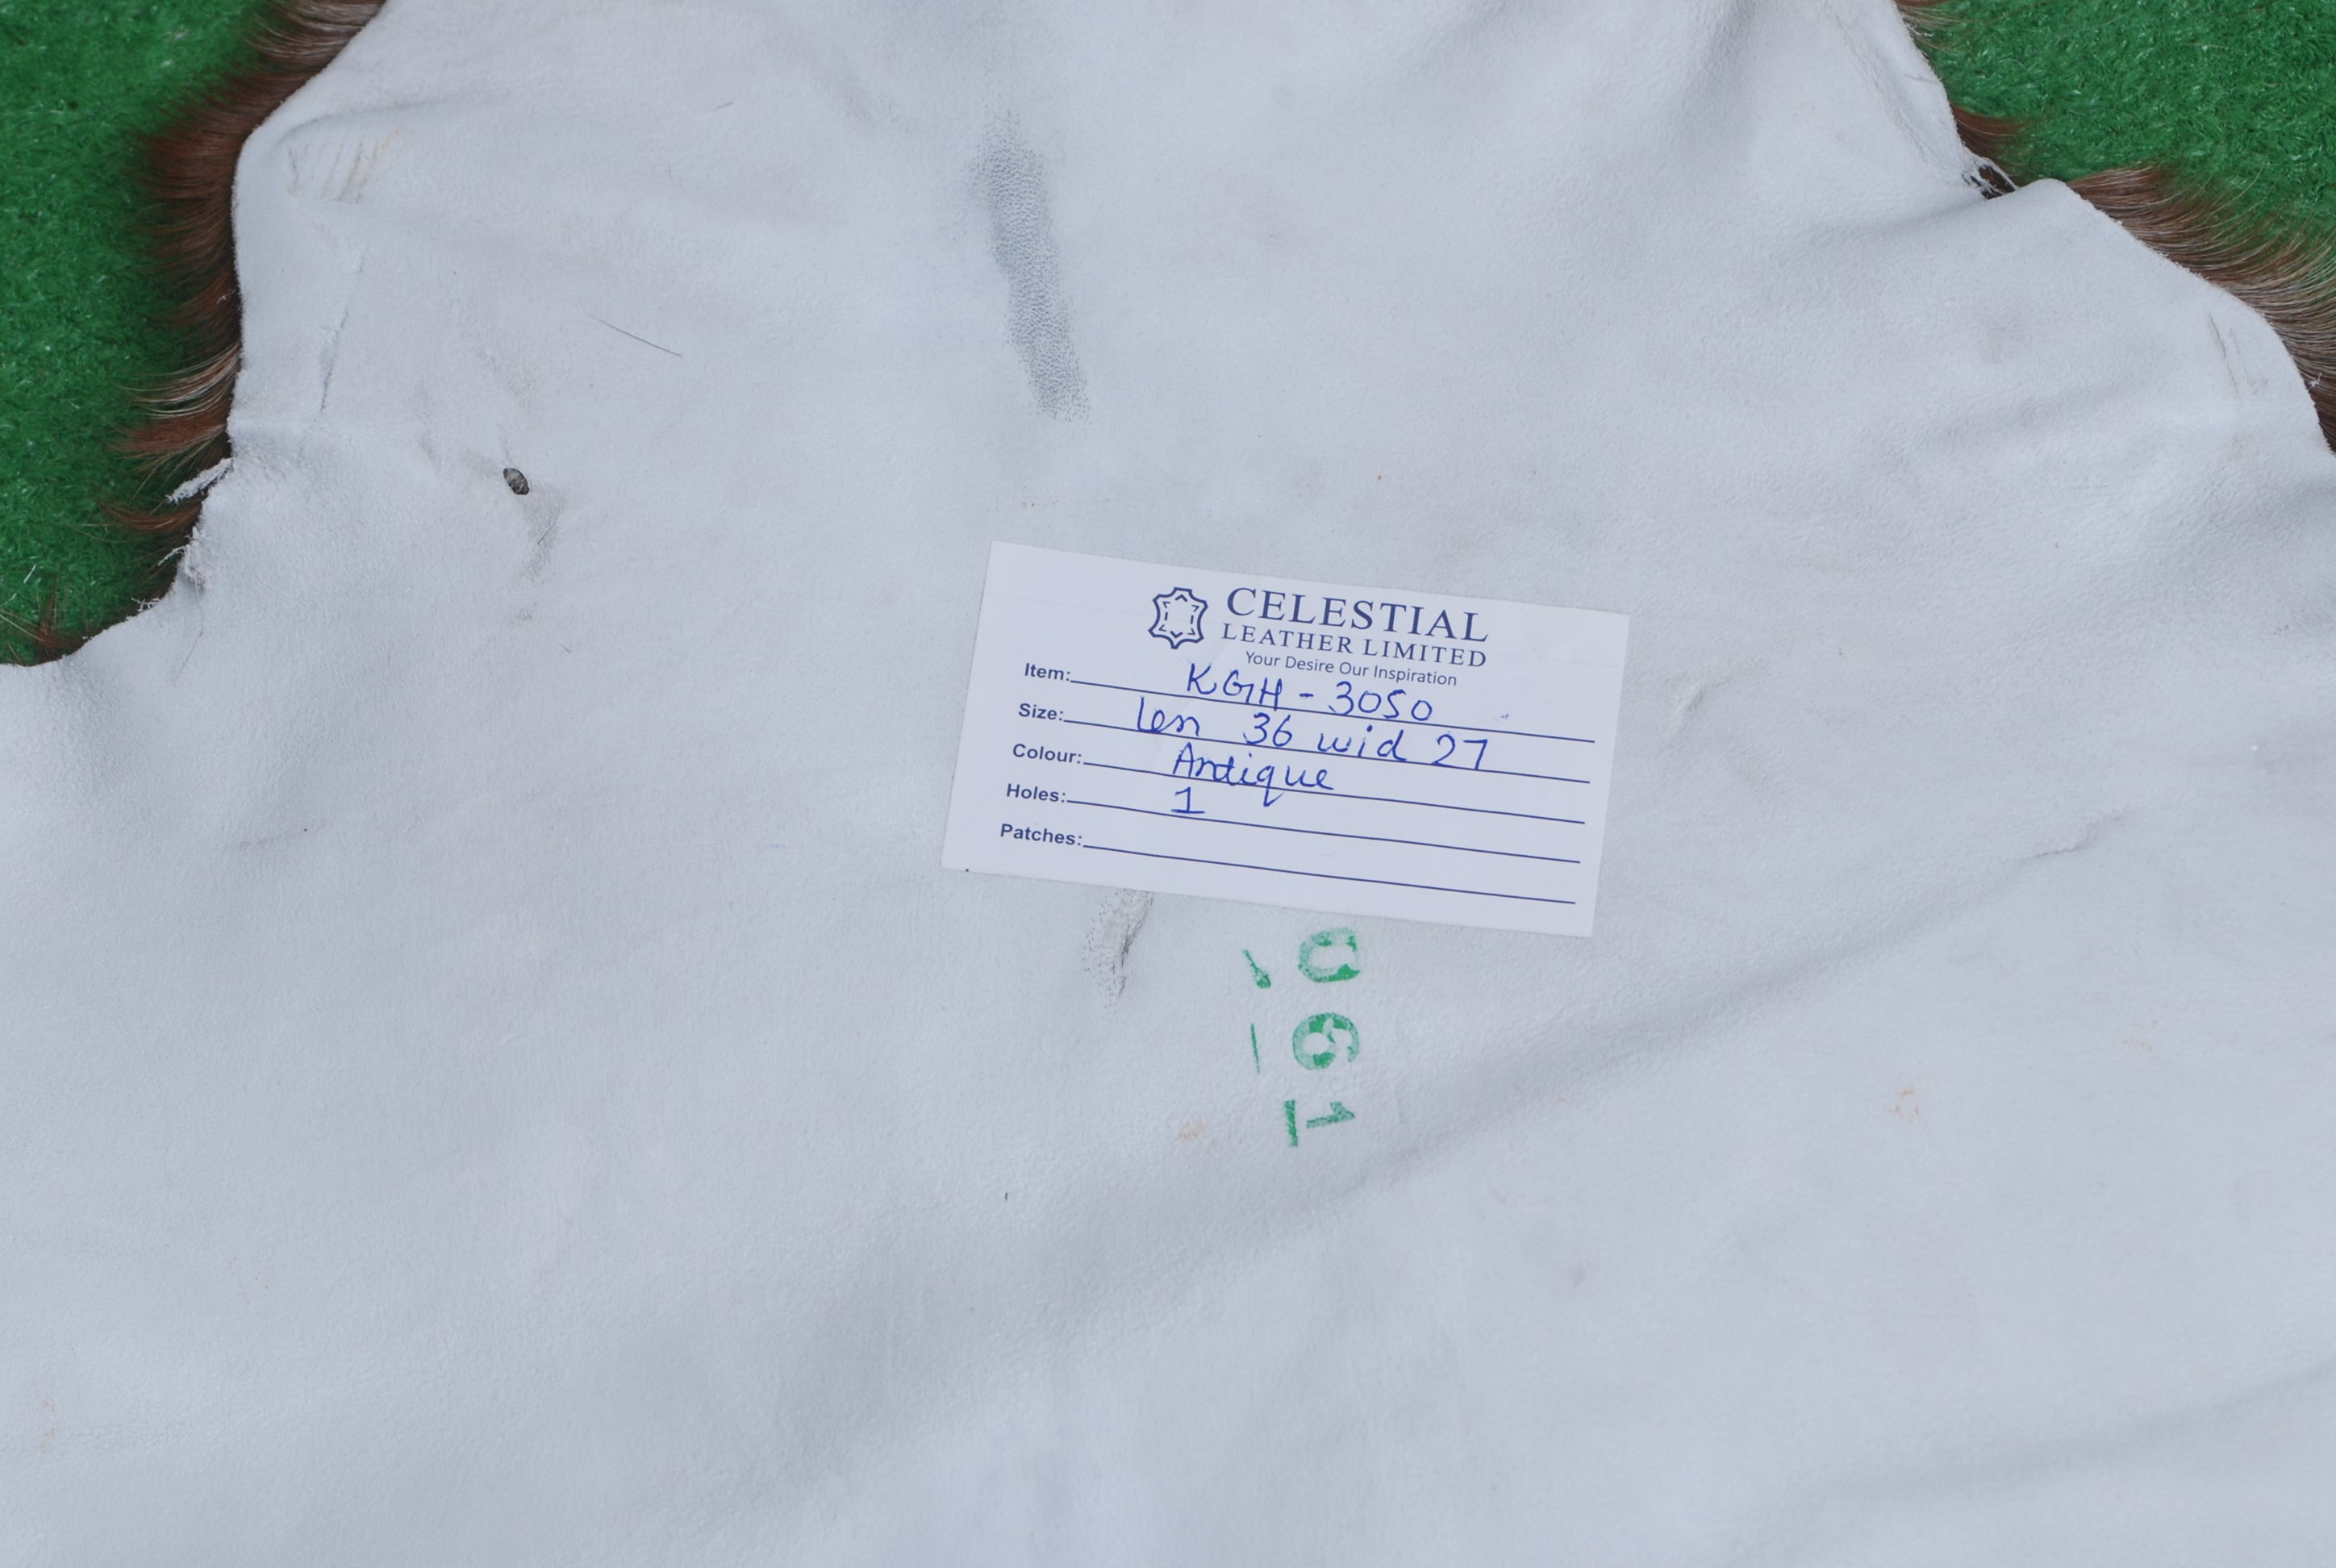 CELESTIAL
LEATHER LIMITED
Your Desire Our Inspiration
Item: KGH - 3050
Size: len 36 wid 27
Colour: Antique
Holes: 1
Patches:
061